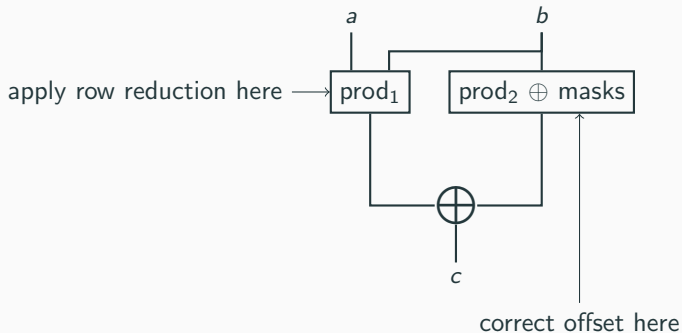 a b
apply row reduction here prod₁ prod₂ ⊕ masks
c
correct offset here